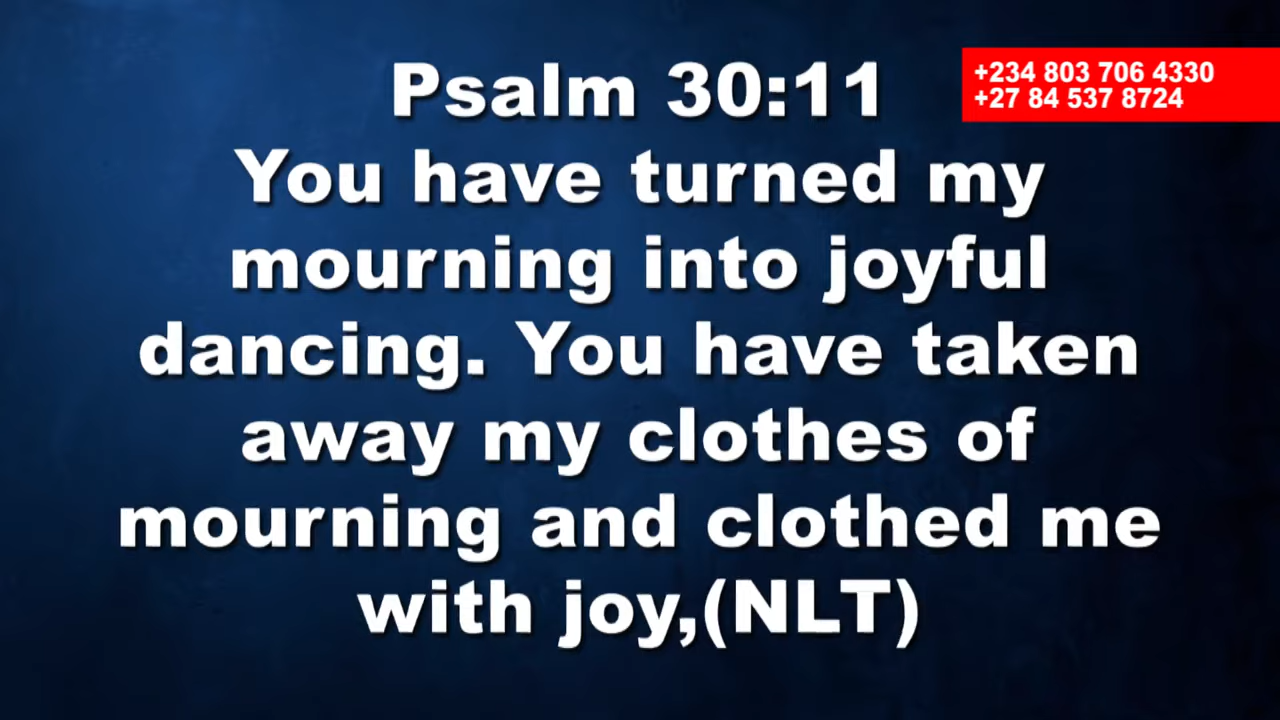 Psalm 30:11
+234 803 706 4330
+27 84 537 8724
You have turned my
mourning into joyful
dancing. You have taken
away my clothes of
mourning and clothed me
with joy,(NLT)